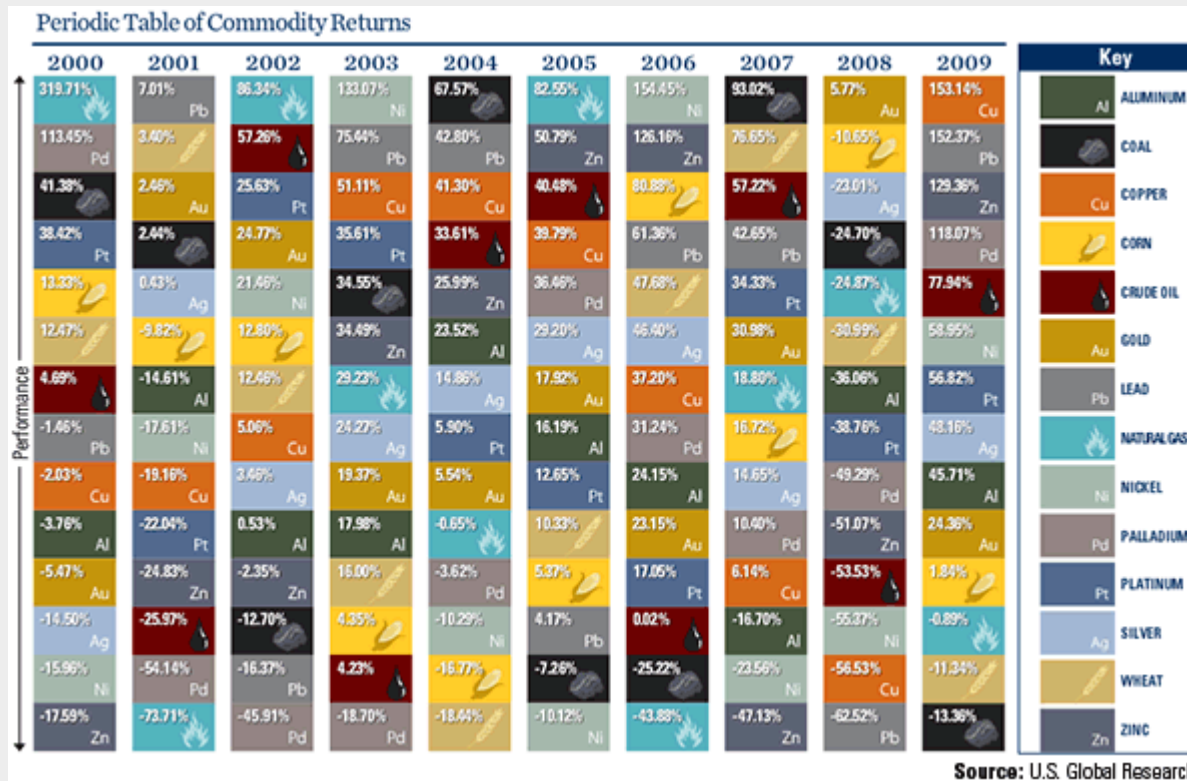 Periodic Table of Commodity Returns
2000 2001 2002 2003 2004 2005 2006 2007 2008 2009 Key
319.71% 7.01% 86.34% 133.07% 67.57% 82.55% 154.45% 93.02% 5.77% 153.14% ALUMINUM
Pb Ni Ni Au Cu Al
113.45% 3.40% 57.26% 75.44% 42.80% 50.79% 126.16% 76.65% -10.65% 152.37% COAL
Pd Pb Pb Zn Zn Pb
41.38% 2.46% 25.63% 51.11% 41.30% 40.48% 80.88% 57.22% -23.01% 129.36% COPPER
Au Pt Cu Cu Ag Zn Cu
38.42% 2.44% 24.77% 35.61% 33.61% 39.79% 61.36% 42.65% -24.70% 118.07% CORN
Pt Au Pt Cu Pb Pb Pd
13.33% 0.43% 21.46% 34.55% 25.99% 36.46% 47.68% 34.33% -24.87% 77.94% CRUDE OIL
Ag Ni Zn Pd Pt
12.47% -9.82% 12.80% 34.49% 23.52% 29.20% 46.40% 30.98% -30.99% 58.95% GOLD
Zn Al Ag Ag Au Ni Au
4.69% -14.61% 12.46% 29.23% 14.86% 17.92% 37.20% 18.80% -36.06% 56.82% LEAD
Al Ag Au Cu Al Pt Pb
-1.46% -17.61% 5.06% 24.27% 5.90% 16.19% 31.24% 16.72% -38.76% 48.16% NATURAL GAS
Pb Ni Cu Ag Pt Al Pd Pt Ag
-2.03% -19.16% 3.46% 19.37% 5.54% 12.65% 24.15% 14.65% -49.29% 45.71% NICKEL
Cu Cu Ag Au Au Pt Al Ag Pd Al Ni
-3.76% -22.04% 0.53% 17.98% -0.65% 10.33% 23.15% 10.40% -51.07% 24.36% PALLADIUM
Al Pt Al Al Au Pd Zn Au Pd
-5.47% -24.83% -2.35% 16.00% -3.62% 5.37% 17.05% 6.14% -53.53% 1.84% PLATINUM
Au Zn Zn Pd Pt Cu Pt
-14.50% -25.97% -12.70% 4.35% -10.29% 4.17% 0.02% -16.70% -55.37% -0.89% SILVER
Ag Ni Pb Al Ni Ag
-15.96% -54.14% -16.37% 4.23% -16.77% -7.26% -25.22% -23.56% -56.53% -11.34% WHEAT
Ni Pd Pb Ni Cu
-17.59% -73.71% -45.91% -18.70% -18.44% -10.12% -43.88% -47.13% -62.52% -13.36% ZINC
Zn Pd Pd Ni Zn Pb Zn
Performance
Source: U.S. Global Research